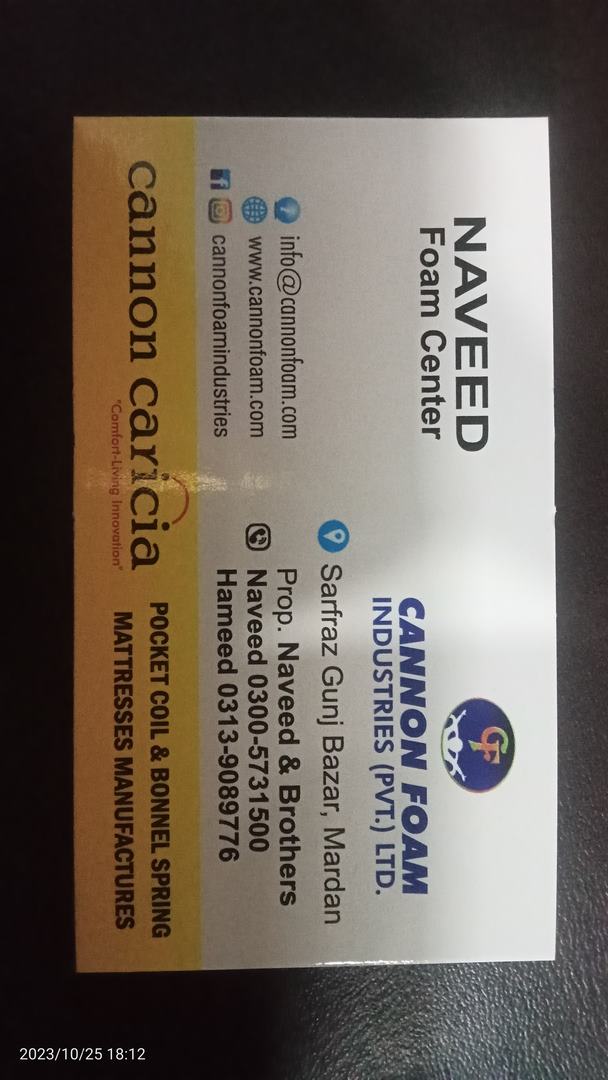 NAVEED
Foam Center
GF
CANNON FOAM
INDUSTRIES (PVT.) LTD.
Sarfraz Gunj Bazar, Mardan
info@cannonfoam.com
www.cannonfoam.com
cannonfoamindustries
Prop. Naveed & Brothers
Naveed 0300-5731500
Hameed 0313-9089776
cannon caricia
"Comfort-Living Innovation"
POCKET COIL & BONNEL SPRING
MATTRESSES MANUFACTURES
2023/10/25 18:12